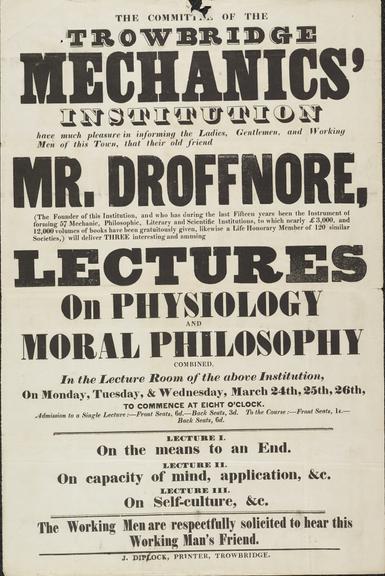 THE COMMITTEE OF THE
TROWBRIDGE
MECHANICS'
INSTITUTION
have much pleasure in informing the Ladies, Gentlemen, and Working
Men of this Town, that their old friend
MR. DROFFNORE,
(The Founder of this Institution, and who has during the last Fifteen years been the Instrument of
forming 57 Mechanic, Philosophic, Literary and Scientific Institutions, to which nearly £3,000, and
12,000 volumes of books have been gratuitously given, likewise a Life Honorary Member of 120 similar
Societies,) will deliver THREE interesting and amusing
LECTURES
On PHYSIOLOGY
AND
MORAL PHILOSOPHY
COMBINED,
In the Lecture Room of the above Institution,
On Monday, Tuesday, & Wednesday, March 24th, 25th, 26th,
TO COMMENCE AT EIGHT O'CLOCK.
Admission to a Single Lecture:—Front Seats, 6d.—Back Seats, 3d. To the Course:—Front Seats, 1s.—
Back Seats, 6d.
LECTURE I.
On the means to an End.
LECTURE II.
On capacity of mind, application, &c.
LECTURE III.
On Self-culture, &c.
The Working Men are respectfully solicited to hear this
Working Man's Friend.
J. DIPLOCK, PRINTER, TROWBRIDGE.